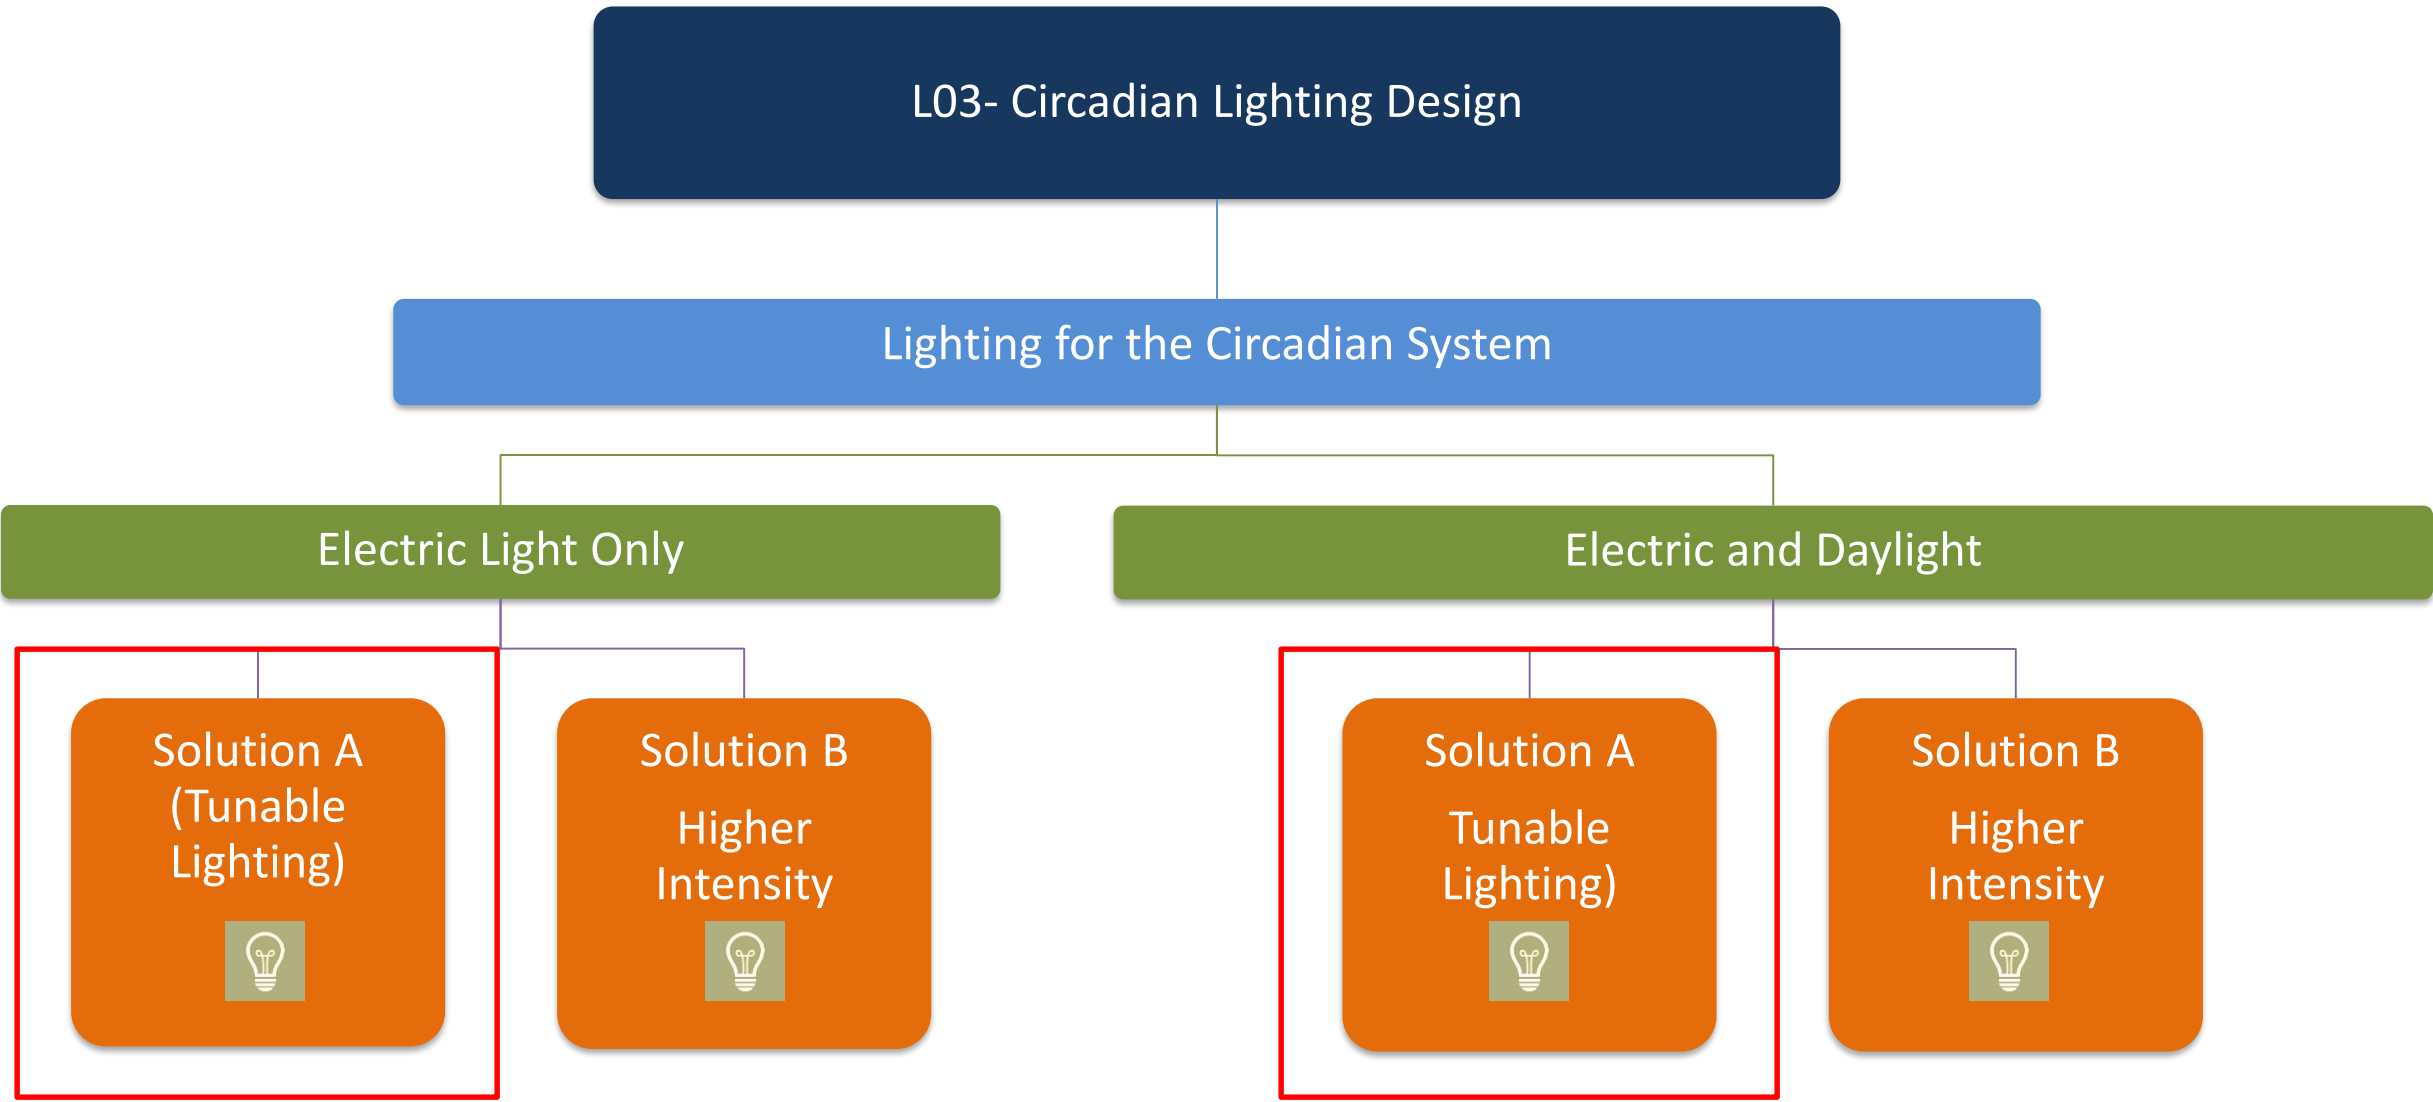 L03- Circadian Lighting Design
Lighting for the Circadian System
Electric Light Only
Electric and Daylight
Solution A
(Tunable
Lighting)
Solution B
Higher
Intensity
Solution A
Tunable
Lighting)
Solution B
Higher
Intensity